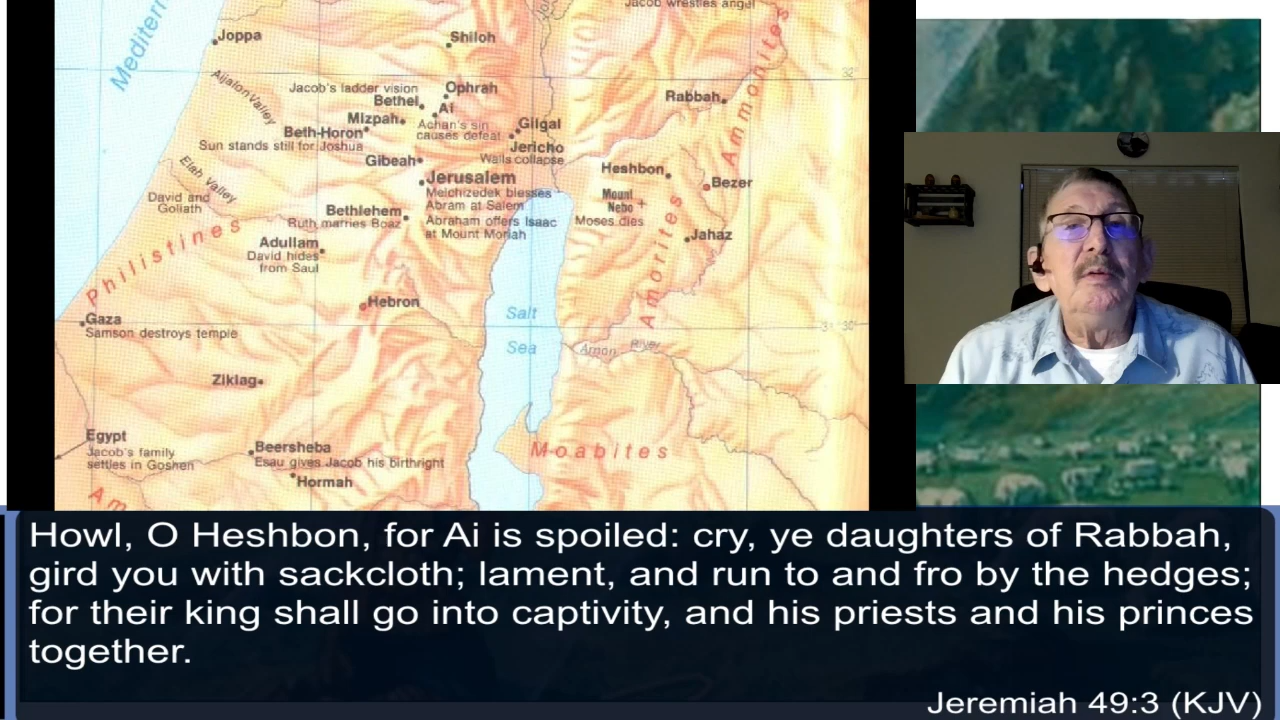 Jacob wrestles angel
Mediterr
Joppa
Shiloh
32°
Aijalon Valley
Jacob's ladder vision
Ophrah
Bethel
Ai
Rabbah
Ammonites
Mizpah
Achan's sin
causes defeat
Gilgal
Beth-Horon
Sun stands still for Joshua
Jericho
Walls collapse
Gibeah
Heshbon
Elah Valley
Jerusalem
Melchizedek blesses
Abram at Salem
Abraham offers Isaac
at Mount Moriah
Bezer
David and
Goliath
Mount
Nebo
Moses dies
Bethlehem
Ruth marries Boaz
Philistines
Adullam
David hides
from Saul
Jahaz
Amorites
Hebron
Salt
Sea
Gaza
Samson destroys temple
Arnon River
Ziklag
Egypt
Jacob's family
settles in Goshen
Beersheba
Esau gives Jacob his birthright
Moabites
Hormah
Am
Howl, O Heshbon, for Ai is spoiled: cry, ye daughters of Rabbah,
gird you with sackcloth; lament, and run to and fro by the hedges;
for their king shall go into captivity, and his priests and his princes
together.
Jeremiah 49:3 (KJV)